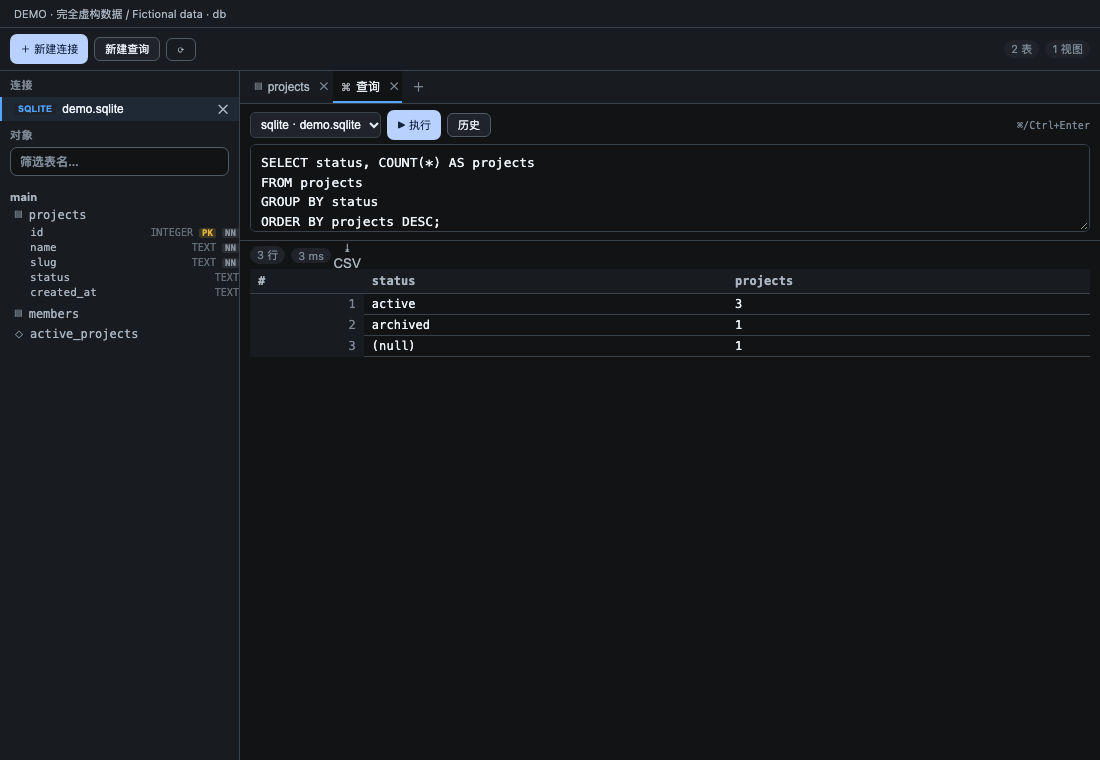 DEMO · 完全虚构数据 / Fictional data · db
+ 新建连接 新建查询 ⟳ 2 表 1 视图
连接
SQLITE demo.sqlite ✕
对象
筛选表名...
main
▤ projects
id INTEGER PK NN
name TEXT NN
slug TEXT NN
status TEXT
created_at TEXT
▤ members
◇ active_projects
▤ projects ✕ ⌘ 查询 ✕ +
sqlite · demo.sqlite ▶ 执行 历史 ⌘/Ctrl+Enter
SELECT status, COUNT(*) AS projects
FROM projects
GROUP BY status
ORDER BY projects DESC;
3 行 3 ms ⤓ CSV
# status projects
1 active 3
2 archived 1
3 (null) 1